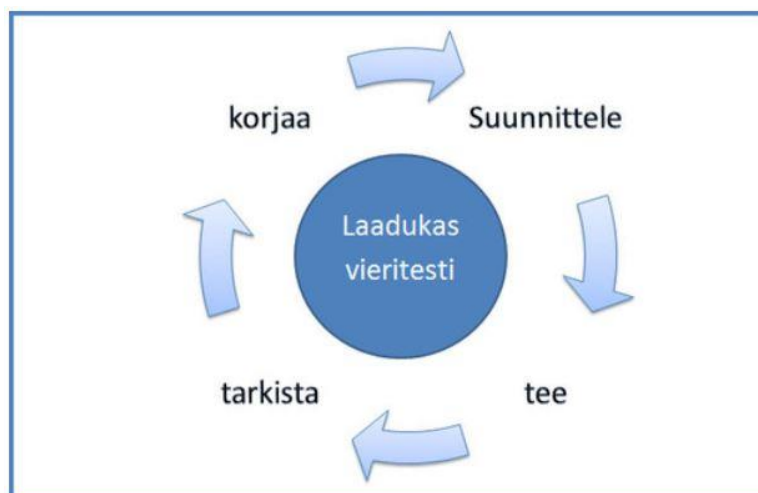 korjaa
Suunnittele
Laadukas
vieritesti
tarkista
tee